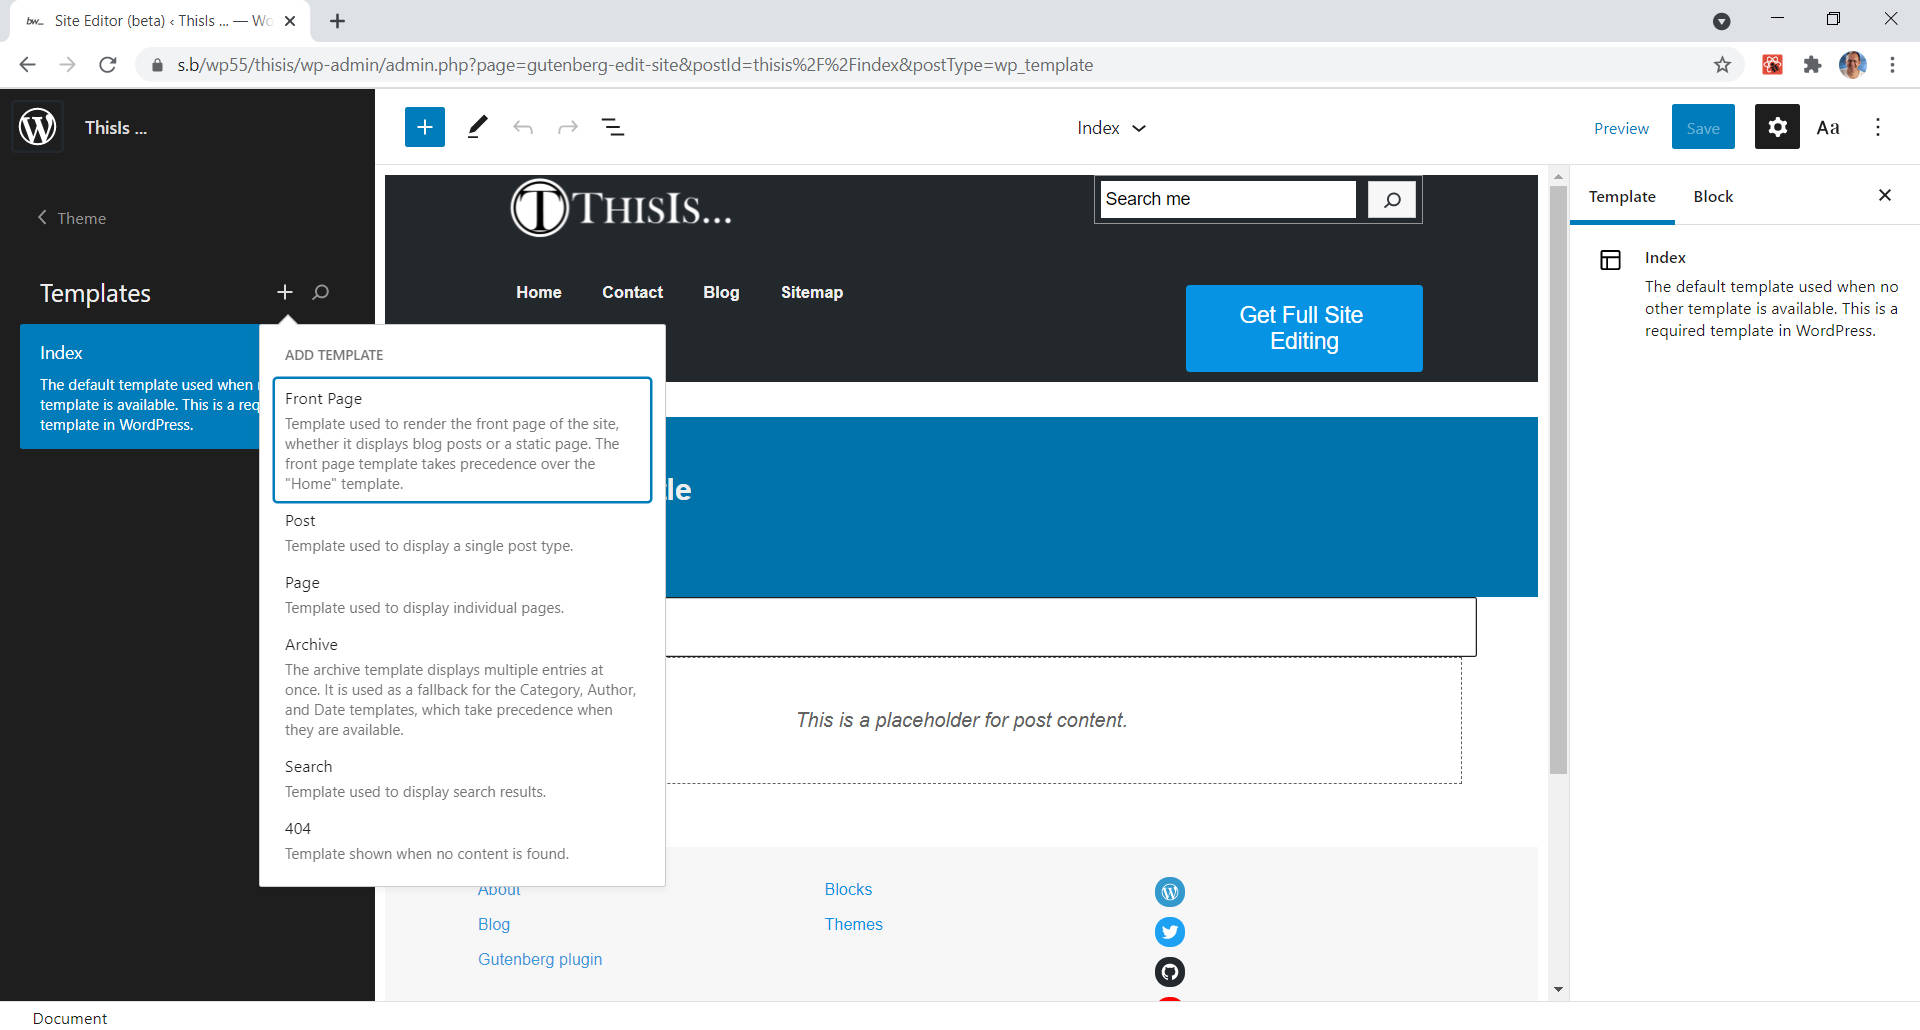 Site Editor (beta) ‹ ThisIs ... — Wo
s.b/wp55/thisis/wp-admin/admin.php?page=gutenberg-edit-site&postId=thisis%2F%2Findex&postType=wp_template
ThisIs ...
Index
Preview
Save
Aa
Theme
Templates
Index
The default template used when
template is available. This is a req
template in WordPress.
ADD TEMPLATE
Front Page
Template used to render the front page of the site,
whether it displays blog posts or a static page. The
front page template takes precedence over the
"Home" template.
Post
Template used to display a single post type.
Page
Template used to display individual pages.
Archive
The archive template displays multiple entries at
once. It is used as a fallback for the Category, Author,
and Date templates, which take precedence when
they are available.
Search
Template used to display search results.
404
Template shown when no content is found.
T THISIS...
Search me
Home
Contact
Blog
Sitemap
Get Full Site
Editing
tle
This is a placeholder for post content.
About
Blog
Gutenberg plugin
Blocks
Themes
Template
Block
Index
The default template used when no
other template is available. This is a
required template in WordPress.
Document